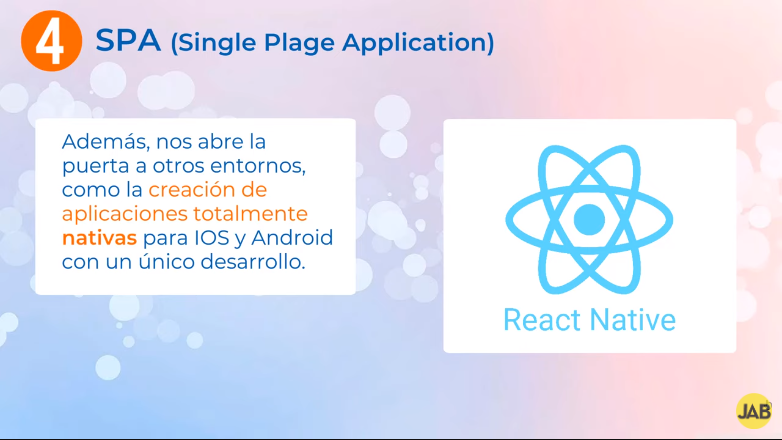 4 SPA (Single Plage Application)
Además, nos abre la
puerta a otros entornos,
como la creación de
aplicaciones totalmente
nativas para IOS y Android
con un único desarrollo.
React Native
JAB